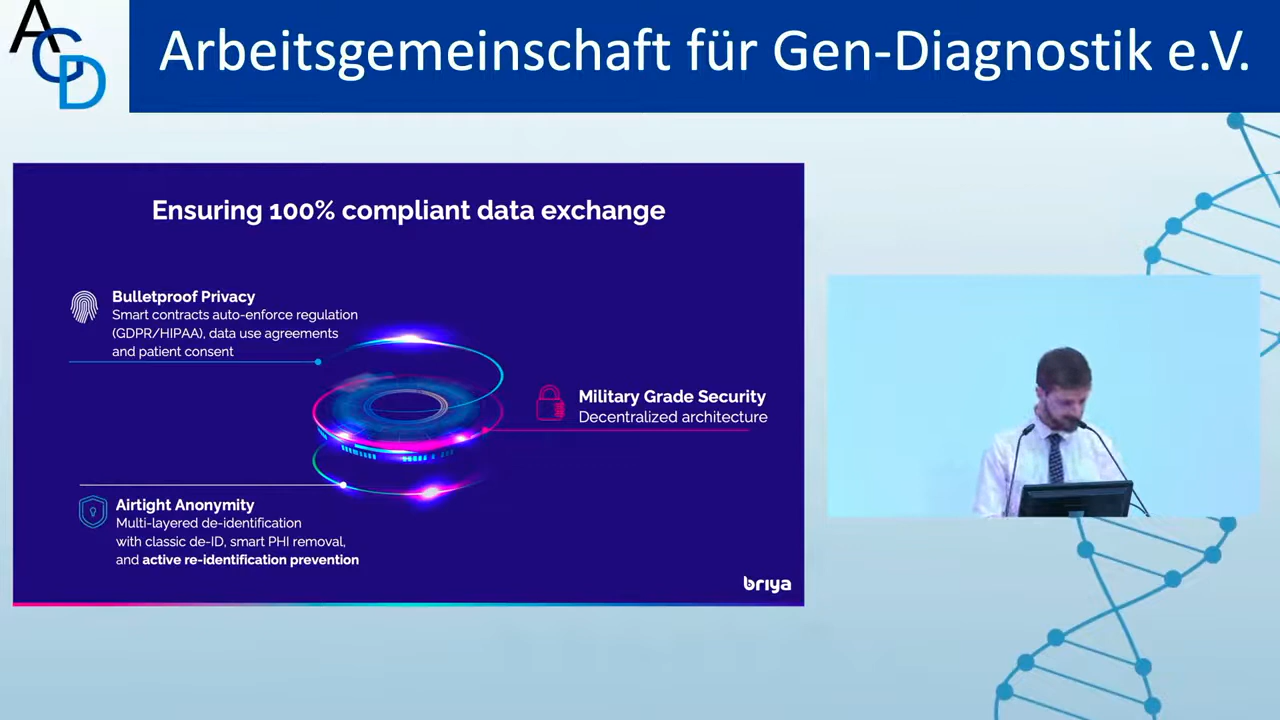 AGD
Arbeitsgemeinschaft für Gen-Diagnostik e.V.
Ensuring 100% compliant data exchange
Bulletproof Privacy
Smart contracts auto-enforce regulation
(GDPR/HIPAA), data use agreements
and patient consent
Military Grade Security
Decentralized architecture
Airtight Anonymity
Multi-layered de-identification
with classic de-ID, smart PHI removal,
and active re-identification prevention
briya